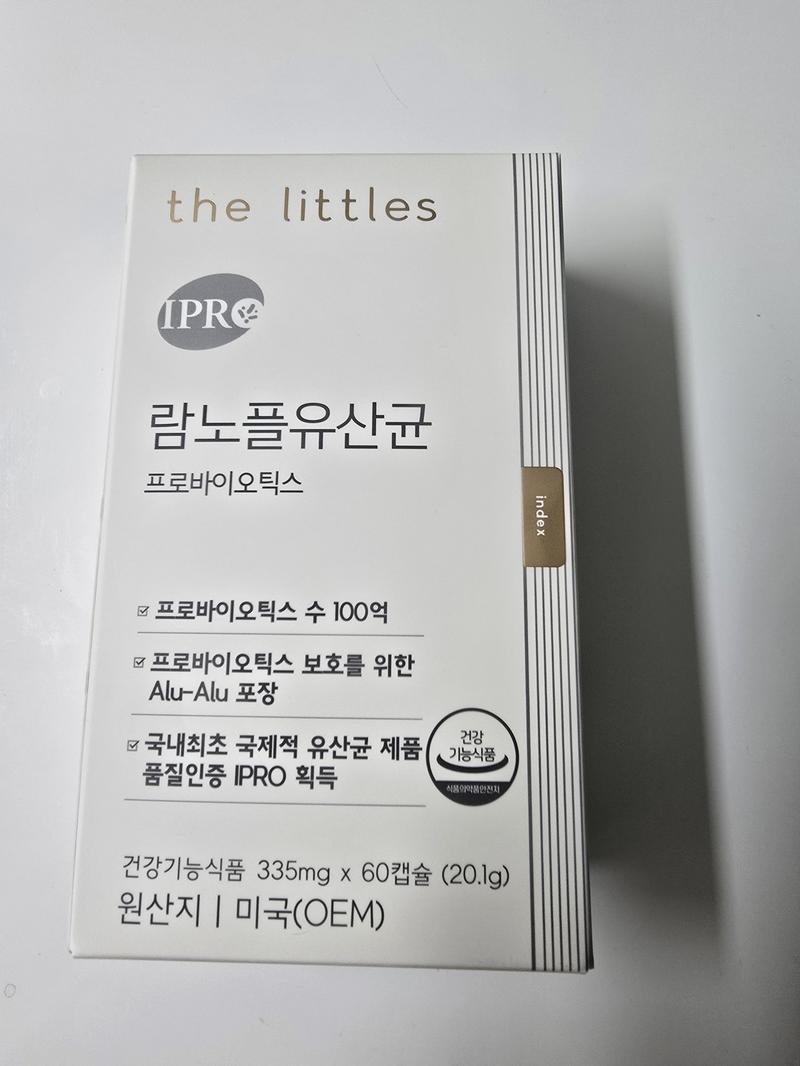 the littles
IPRO
람노플유산균
프로바이오틱스
index
프로바이오틱스 수 100억
프로바이오틱스 보호를 위한
Alu-Alu 포장
국내최초 국제적 유산균 제품
품질인증 IPRO 획득
건강
기능식품
식품의약품안전처
건강기능식품 335mg x 60캡슐 (20.1g)
원산지 | 미국(OEM)